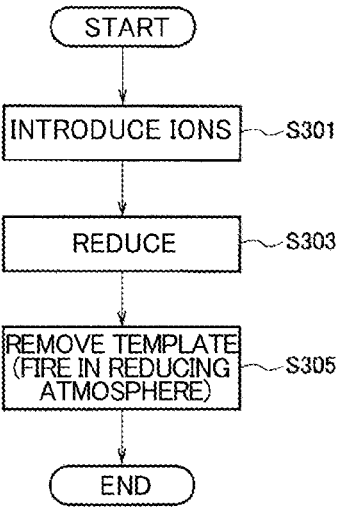 START
INTRODUCE IONS
S301
REDUCE
S303
REMOVE TEMPLATE
(FIRE IN REDUCING
ATMOSPHERE)
S305
END